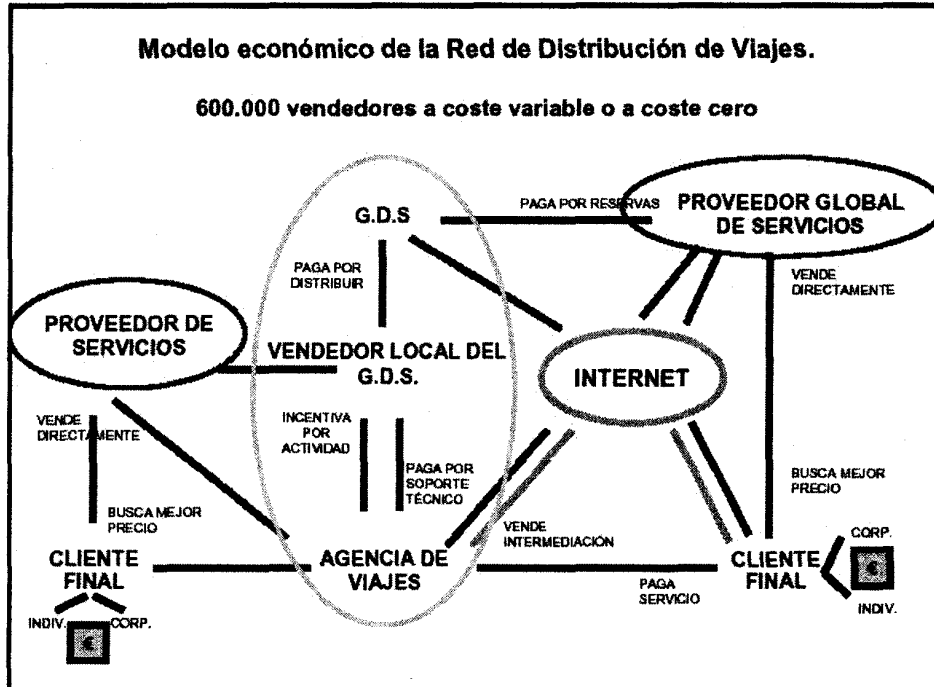 Modelo económico de la Red de Distribución de Viajes.
600.000 vendedores a coste variable o a coste cero
G.D.S
PAGA POR RESERVAS
PROVEEDOR GLOBAL
DE SERVICIOS
PAGA POR
DISTRIBUIR
VENDE
DIRECTAMENTE
PROVEEDOR DE
SERVICIOS
VENDEDOR LOCAL DEL
G.D.S.
INTERNET
VENDE
DIRECTAMENTE
INCENTIVA
POR
ACTIVIDAD
PAGA POR
SOPORTE
TÉCNICO
BUSCA MEJOR
PRECIO
BUSCA MEJOR
PRECIO
VENDE
INTERMEDIACIÓN
CLIENTE
FINAL
AGENCIA DE
VIAJES
PAGA
SERVICIO
CLIENTE
FINAL
CORP.
€
INDIV.
INDIV.
CORP.
€